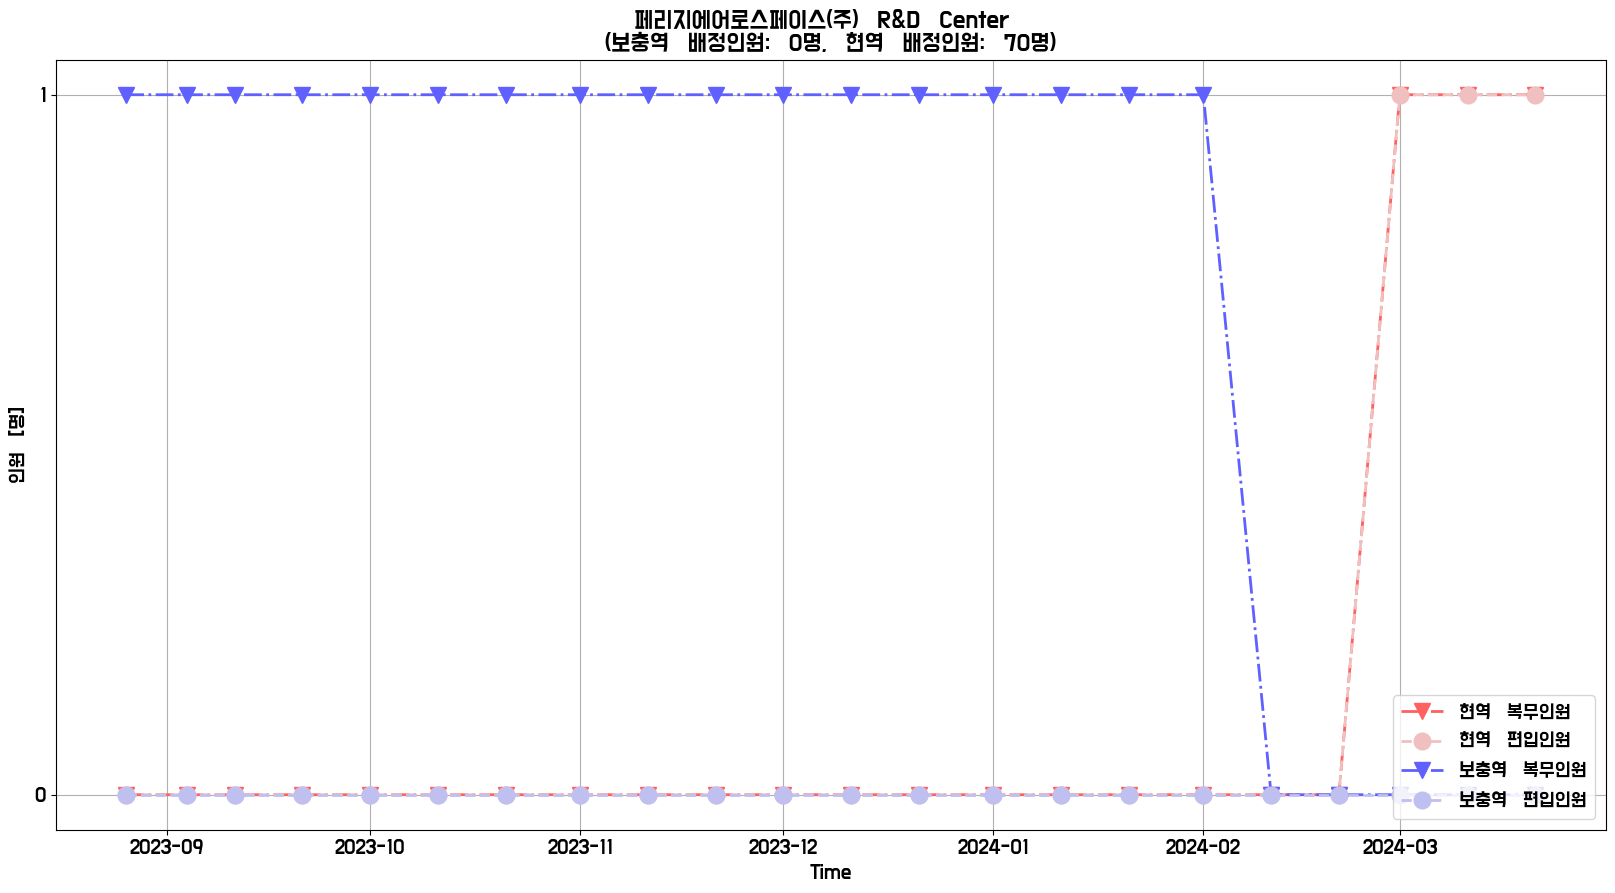 페리지에어로스페이스(주) R&D Center
(보충역 배정인원: 0명, 현역 배정인원: 70명)
1
0
인원 [명]
2023-09 2023-10 2023-11 2023-12 2024-01 2024-02 2024-03
Time
현역 복무인원
현역 편입인원
보충역 복무인원
보충역 편입인원